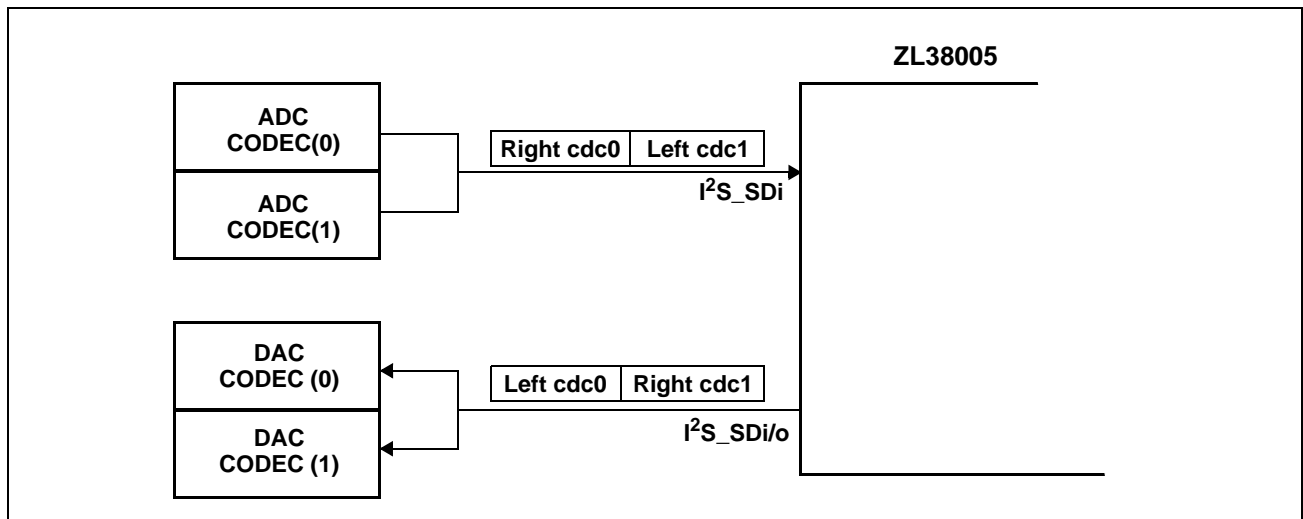 ZL38005
ADC
CODEC(0)
ADC
CODEC(1)
Right cdc0 Left cdc1
I²S_SDi
DAC
CODEC (0)
DAC
CODEC (1)
Left cdc0 Right cdc1
I²S_SDi/o